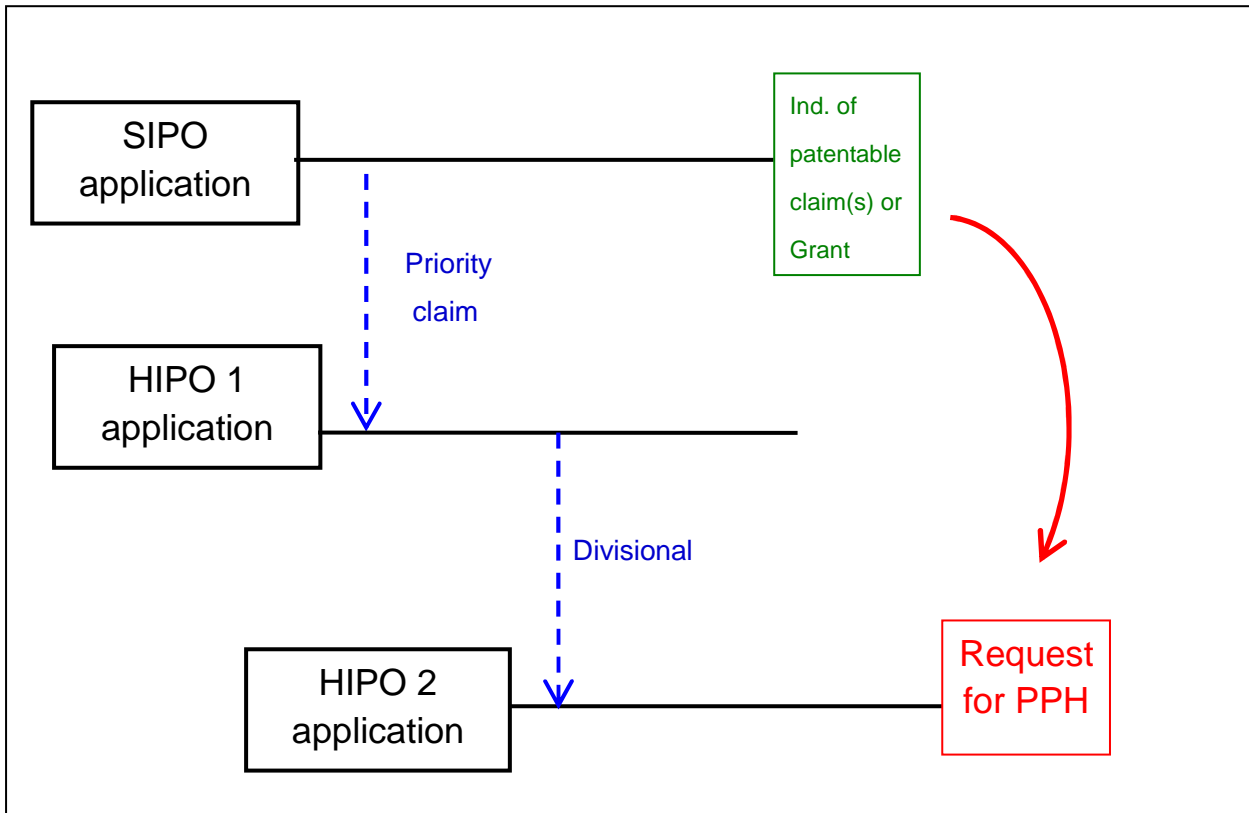 SIPO
application
Ind. of
patentable
claim(s) or
Grant
Priority
claim
HIPO 1
application
Divisional
HIPO 2
application
Request
for PPH